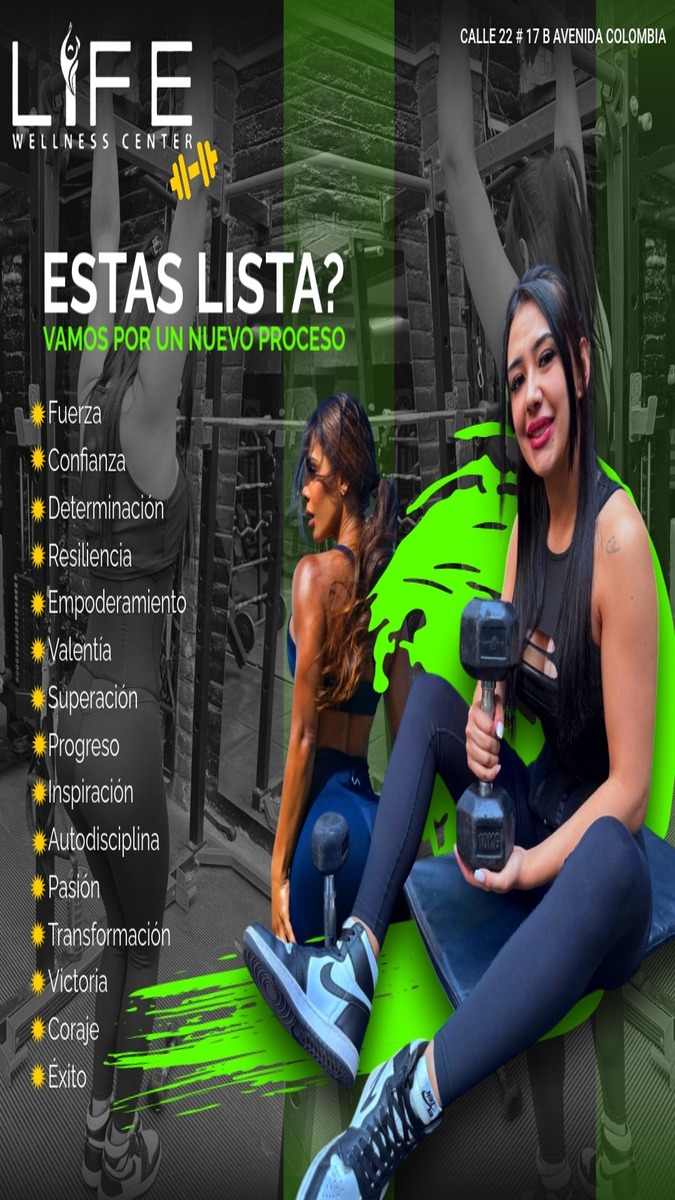 LIFE
WELLNESS CENTER
CALLE 22 # 17 B AVENIDA COLOMBIA
ESTAS LISTA?
VAMOS POR UN NUEVO PROCESO
Fuerza
Confianza
Determinación
Resiliencia
Empoderamiento
Valentía
Superación
Progreso
Inspiración
Autodisciplina
Pasión
Transformación
Victoria
Coraje
Éxito
10KG